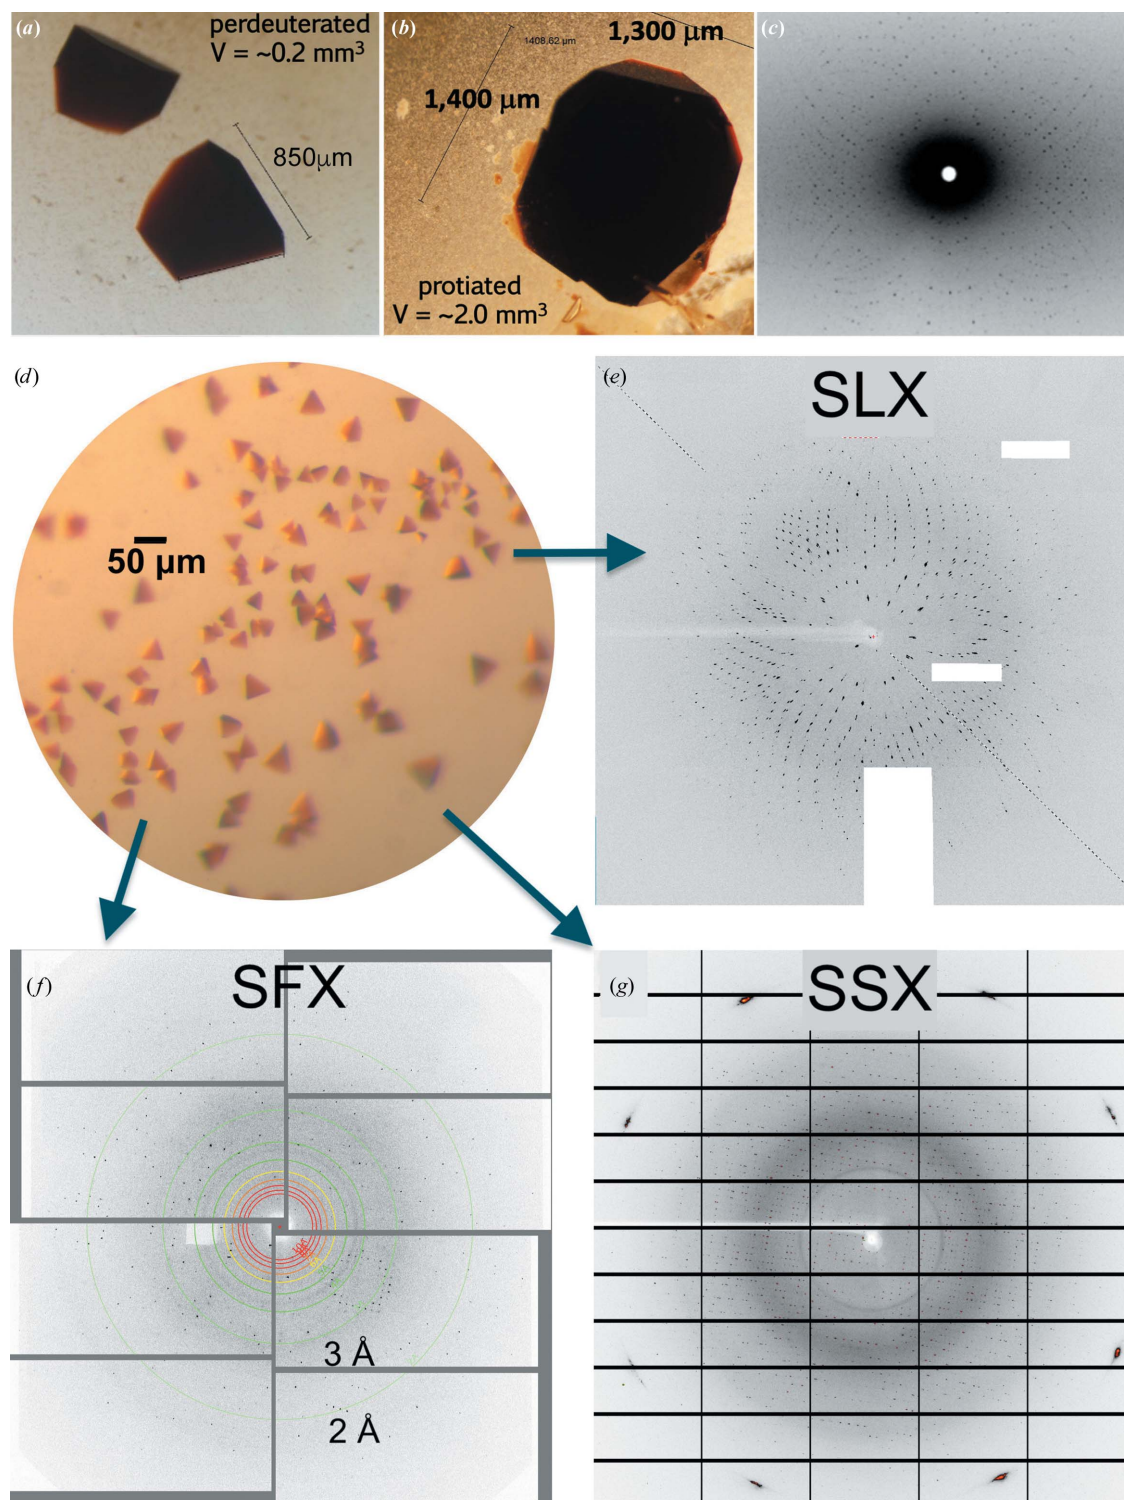 (a)
perdeuterated
V = ~0.2 mm³
850µm
(b)
1408.62 µm
1,300 µm
1,400 µm
protiated
V = ~2.0 mm³
(c)
(d)
50 µm
(e)
SLX
(f)
SFX
3 Å
2 Å
(g)
SSX